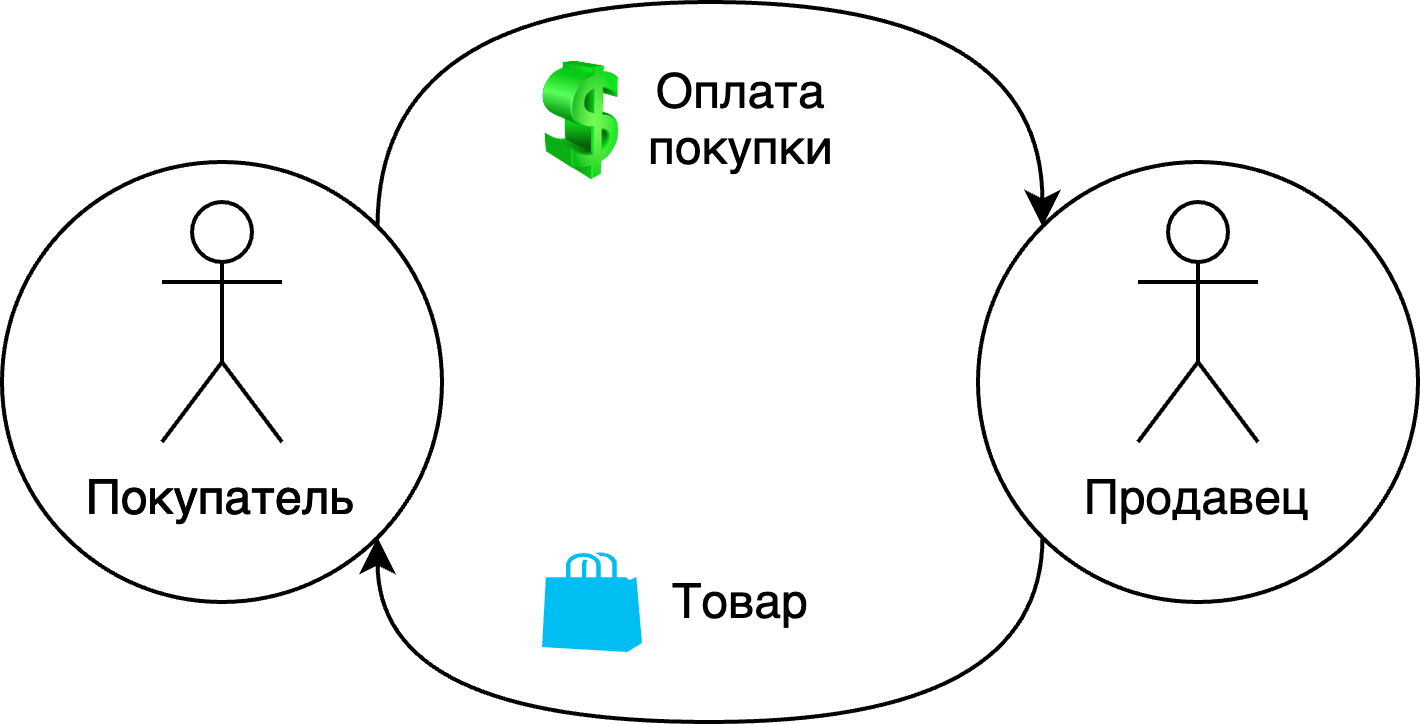 Оплата
покупки
Покупатель
Продавец
Товар